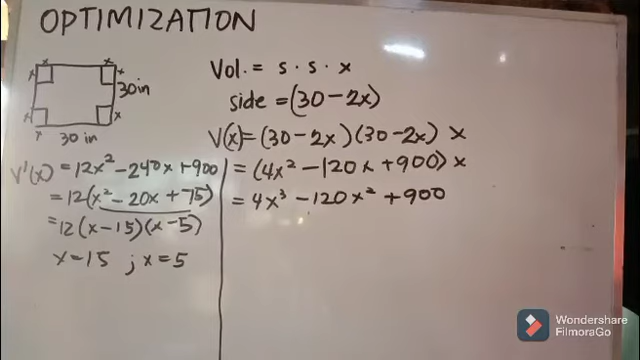 OPTIMIZATION
x x
x x
30in
x x
x
30 in
Vol. = s · s · x
side = (30 - 2x)
V(x) = (30 - 2x)(30 - 2x) x
= (4x² - 120x + 900) x
= 4x³ - 120x² + 900
V'(x) = 12x² - 240x + 900
= 12(x² - 20x + 75)
= 12(x - 15)(x - 5)
x = 15 ; x = 5
Wondershare
FilmoraGo